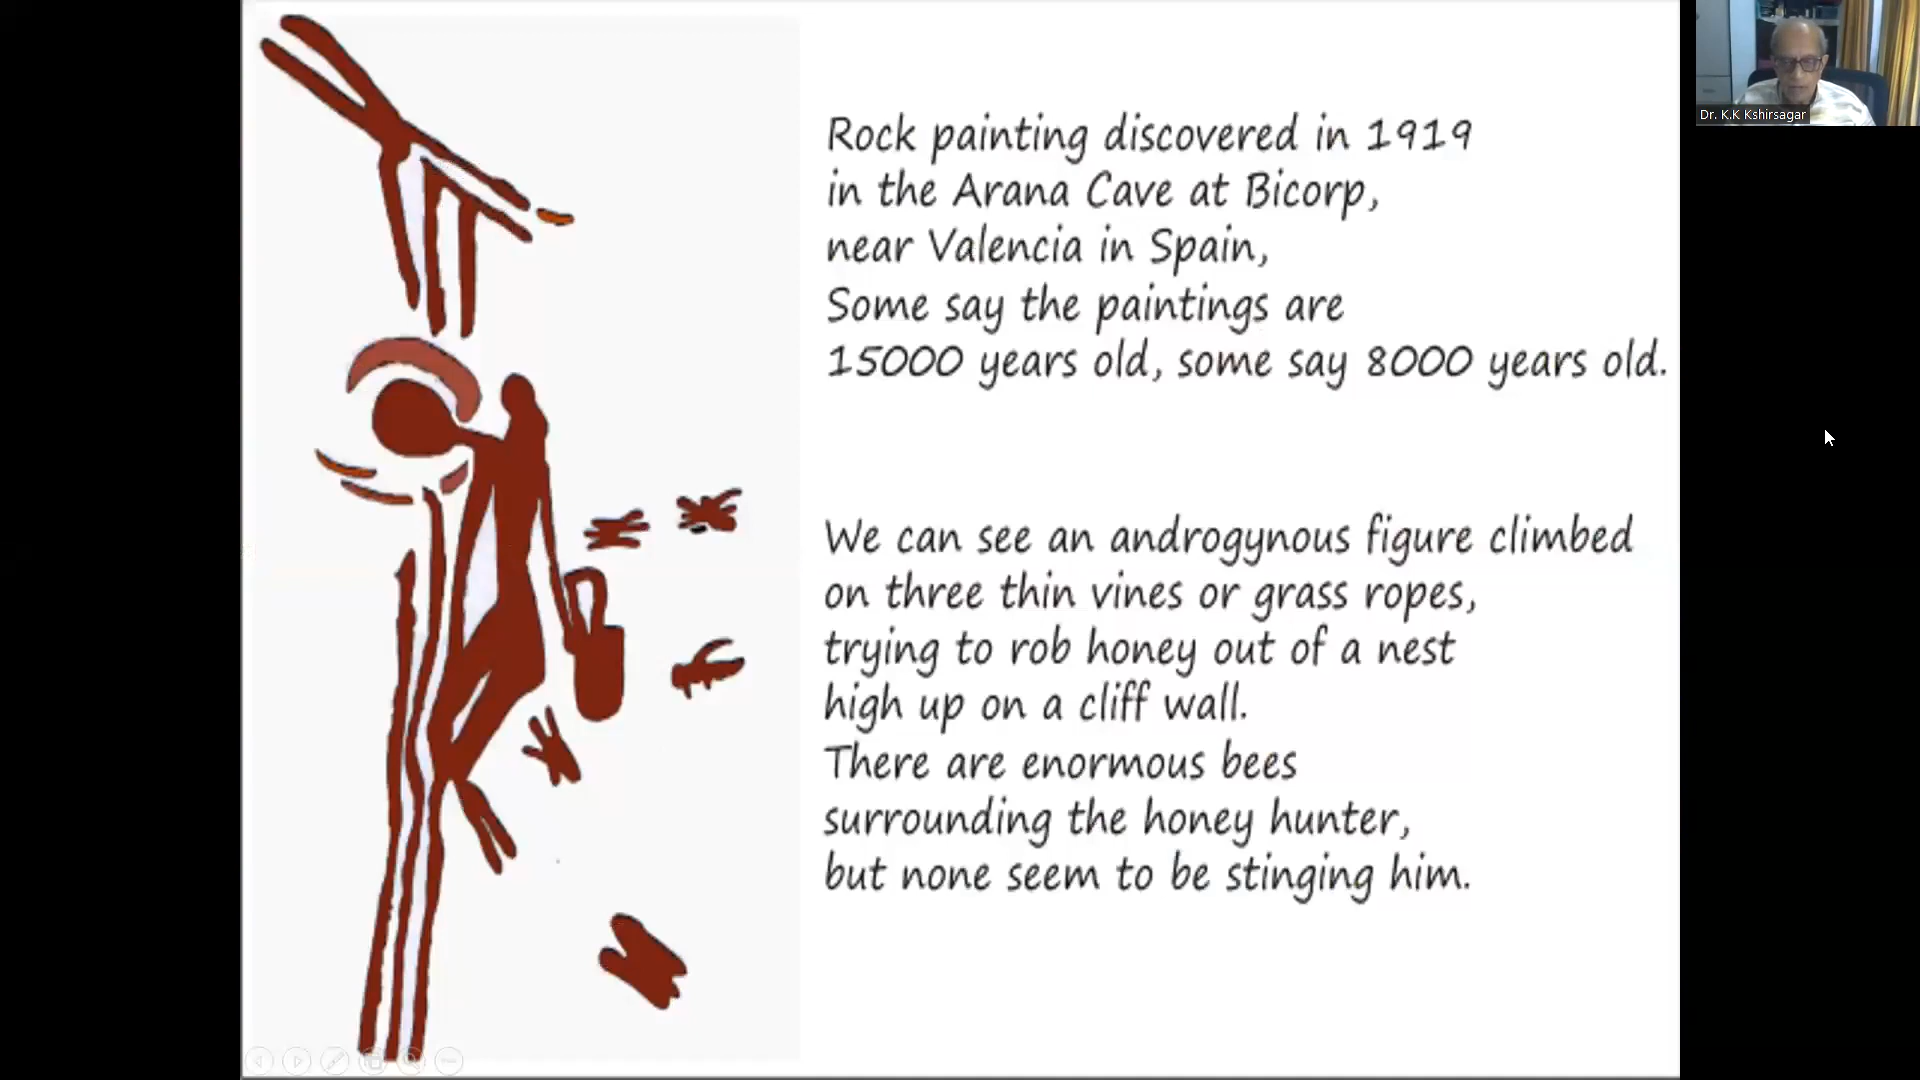 Rock painting discovered in 1919
in the Arana Cave at Bicorp,
near Valencia in Spain,
Some say the paintings are
15000 years old, some say 8000 years old.
We can see an androgynous figure climbed
on three thin vines or grass ropes,
trying to rob honey out of a nest
high up on a cliff wall.
There are enormous bees
surrounding the honey hunter,
but none seem to be stinging him.
Dr. K.K Kshirsagar